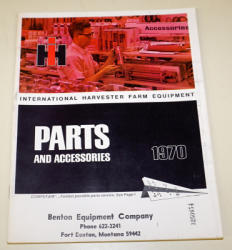 Accessories
IH
INTERNATIONAL HARVESTER FARM EQUIPMENT
PARTS
AND ACCESSORIES
1970
Benton Equipment Company
Phone 622-3241
Fort Benton, Montana 59442